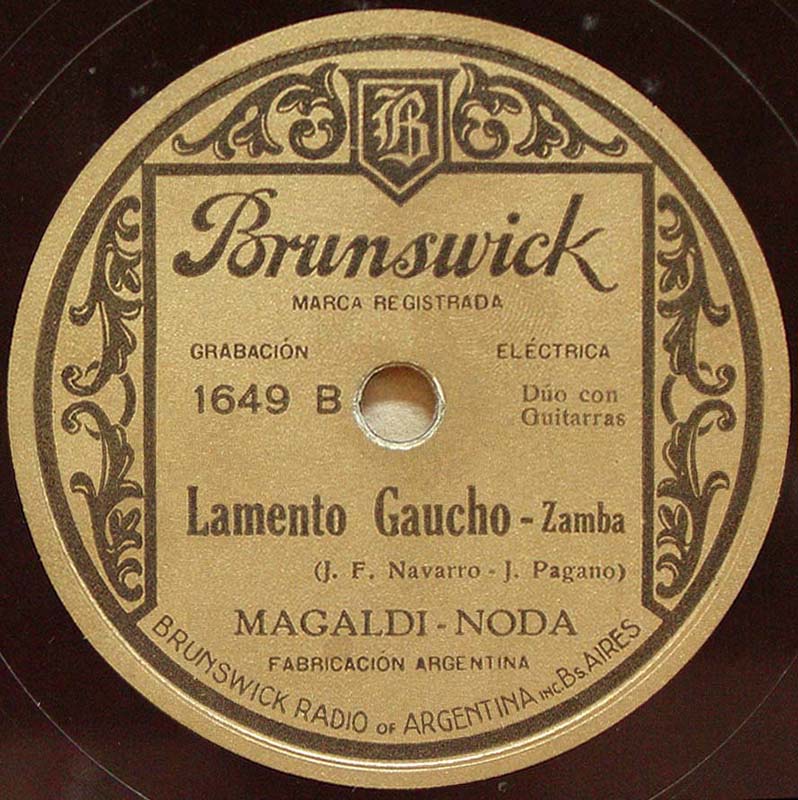 B
Brunswick
MARCA REGISTRADA
GRABACIÓN ELÉCTRICA
1649 B
Dúo con
Guitarras
Lamento Gaucho - Zamba
(J. F. Navarro - J. Pagano)
MAGALDI - NODA
FABRICACIÓN ARGENTINA
BRUNSWICK RADIO OF ARGENTINA INC. Bs. AIRES